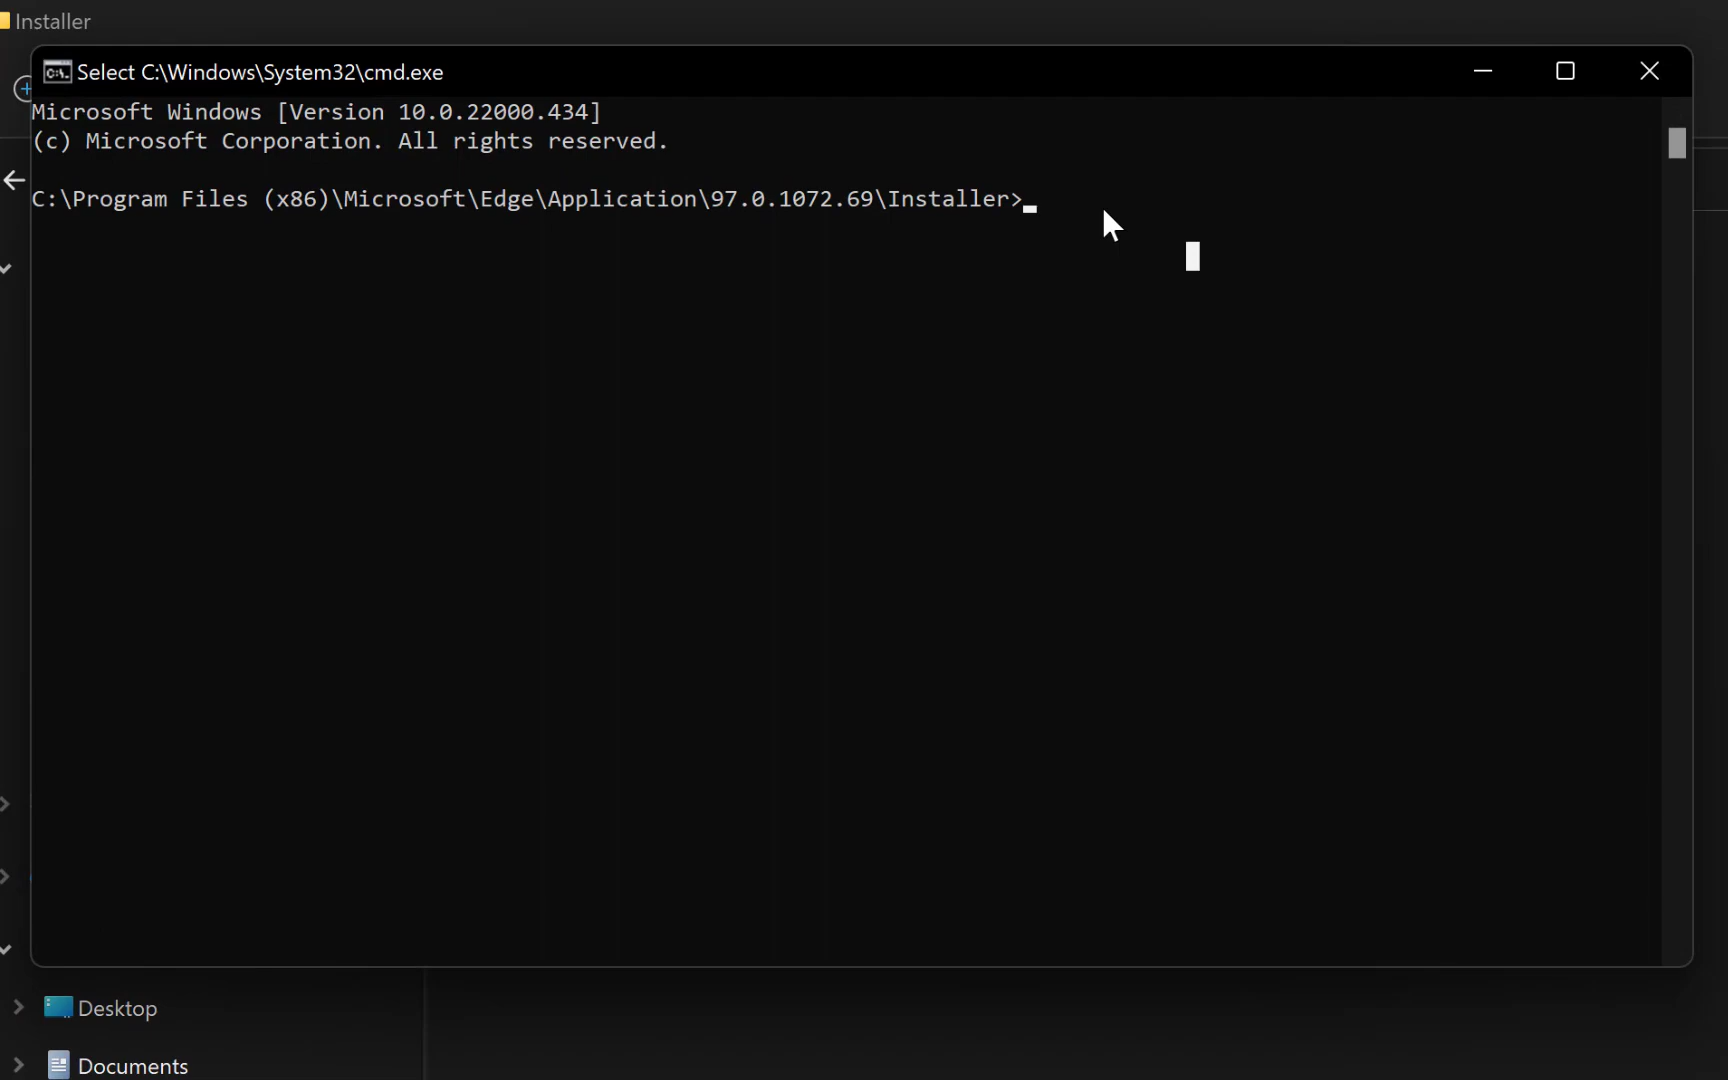 Installer
Select C:\Windows\System32\cmd.exe
Microsoft Windows [Version 10.0.22000.434]
(c) Microsoft Corporation. All rights reserved.
C:\Program Files (x86)\Microsoft\Edge\Application\97.0.1072.69\Installer>
Desktop
Documents